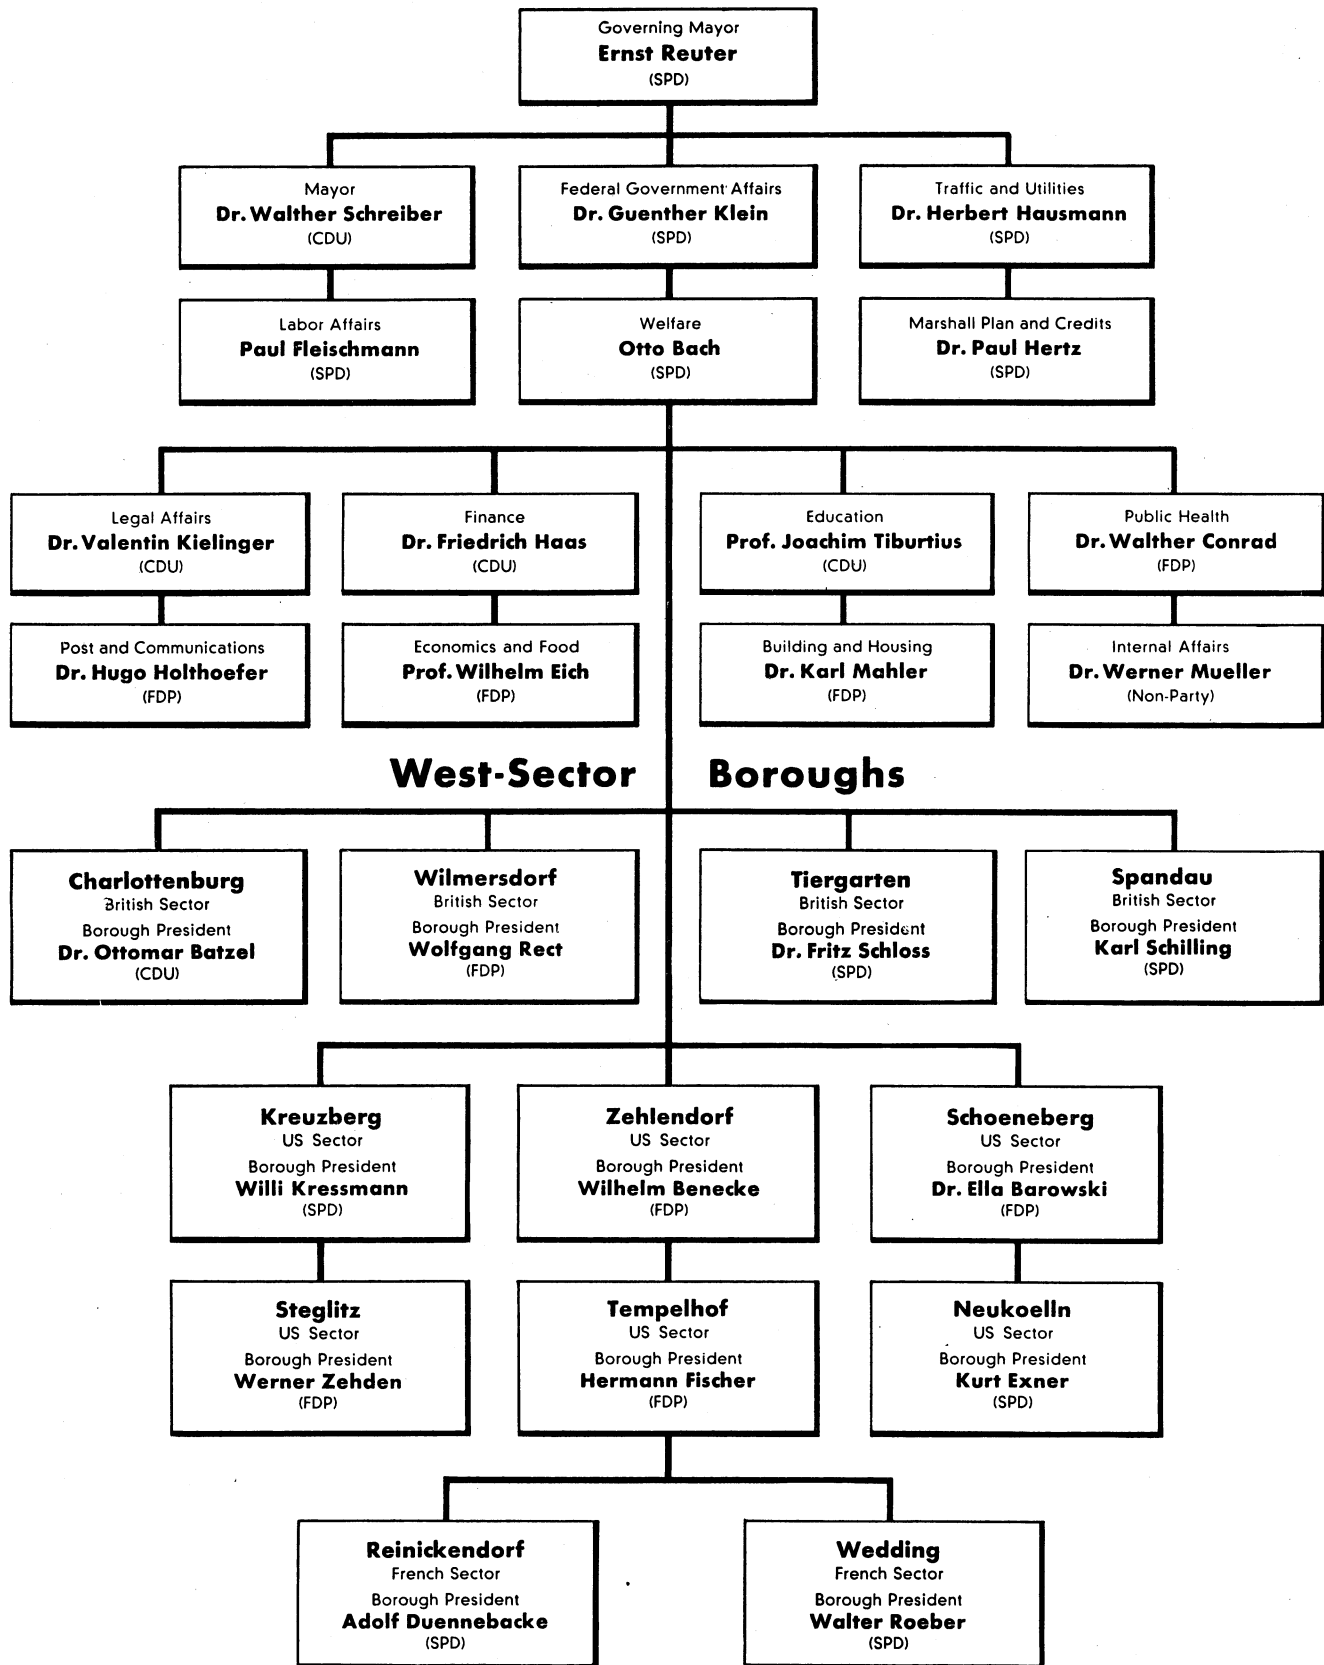 Governing Mayor
Ernst Reuter
(SPD)
Mayor
Dr. Walther Schreiber
(CDU)
Federal Government Affairs
Dr. Guenther Klein
(SPD)
Traffic and Utilities
Dr. Herbert Hausmann
(SPD)
Labor Affairs
Paul Fleischmann
(SPD)
Welfare
Otto Bach
(SPD)
Marshall Plan and Credits
Dr. Paul Hertz
(SPD)
Legal Affairs
Dr. Valentin Kielinger
(CDU)
Finance
Dr. Friedrich Haas
(CDU)
Education
Prof. Joachim Tiburtius
(CDU)
Public Health
Dr. Walther Conrad
(FDP)
Post and Communications
Dr. Hugo Holthoefer
(FDP)
Economics and Food
Prof. Wilhelm Eich
(FDP)
Building and Housing
Dr. Karl Mahler
(FDP)
Internal Affairs
Dr. Werner Mueller
(Non-Party)
West-Sector Boroughs
Charlottenburg
British Sector
Borough President
Dr. Ottomar Batzel
(CDU)
Wilmersdorf
British Sector
Borough President
Wolfgang Rect
(FDP)
Tiergarten
British Sector
Borough President
Dr. Fritz Schloss
(SPD)
Spandau
British Sector
Borough President
Karl Schilling
(SPD)
Kreuzberg
US Sector
Borough President
Willi Kressmann
(SPD)
Zehlendorf
US Sector
Borough President
Wilhelm Benecke
(FDP)
Schoeneberg
US Sector
Borough President
Dr. Ella Barowski
(FDP)
Steglitz
US Sector
Borough President
Werner Zehden
(FDP)
Tempelhof
US Sector
Borough President
Hermann Fischer
(FDP)
Neukoelln
US Sector
Borough President
Kurt Exner
(SPD)
Reinickendorf
French Sector
Borough President
Adolf Duennebacke
(SPD)
Wedding
French Sector
Borough President
Walter Roeber
(SPD)